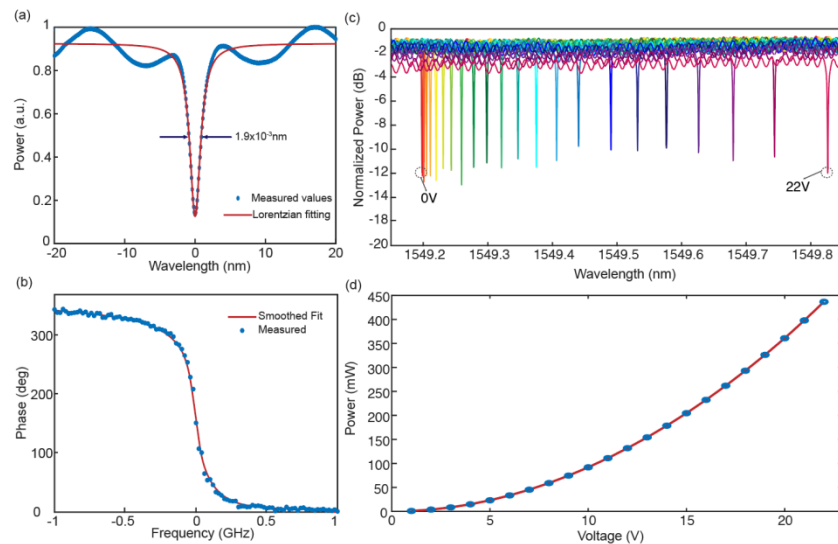 (a)
1
0.8
0.6
0.4
0.2
0
Power (a.u.)
1.9x10⁻³nm
Measured values
Lorentzian fitting
-20 -10 0 10 20
Wavelength (nm)
(b)
300
200
100
0
Phase (deg)
Smoothed Fit
Measured
-1 -0.5 0 0.5 1
Frequency (GHz)
(c)
0
-2
-4
-6
-8
-10
-12
-14
-16
-20
Normalized Power (dB)
0V
22V
1549.2 1549.3 1549.4 1549.5 1549.6 1549.7 1549.8
Wavelength (nm)
(d)
450
400
350
300
250
200
150
100
50
0
Power (mW)
0 5 10 15 20
Voltage (V)